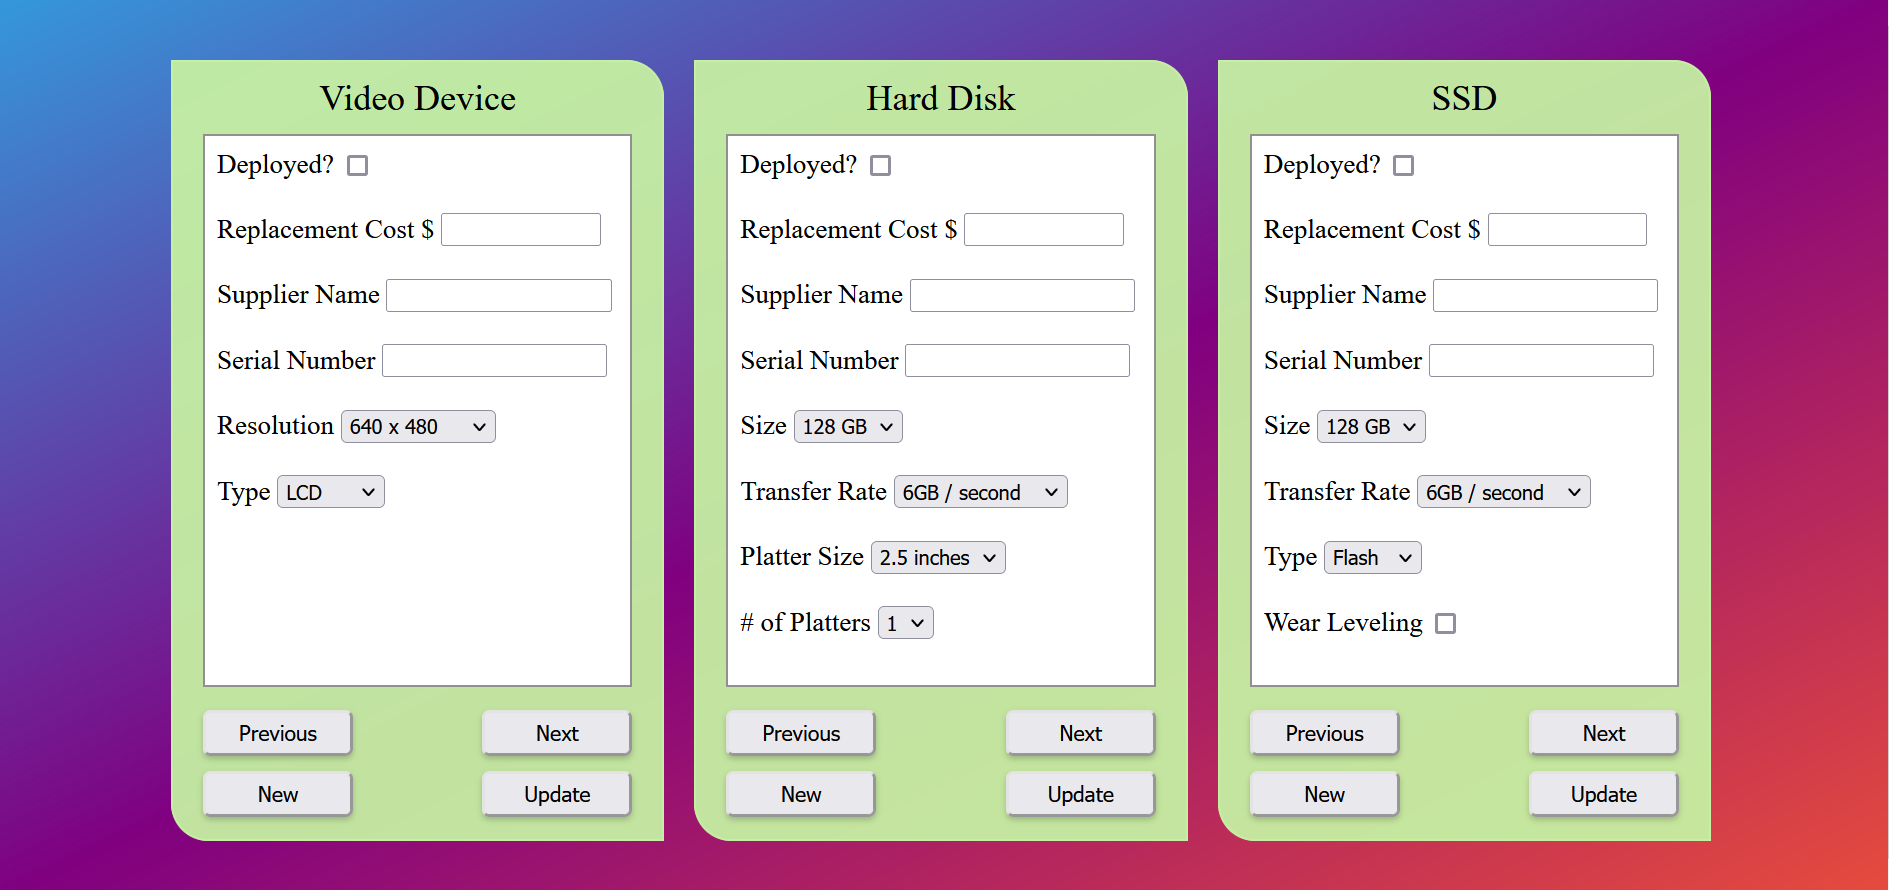 Video Device
Deployed?
Replacement Cost $
Supplier Name
Serial Number
Resolution 640 x 480
Type LCD
Previous Next
New Update
Hard Disk
Deployed?
Replacement Cost $
Supplier Name
Serial Number
Size 128 GB
Transfer Rate 6GB / second
Platter Size 2.5 inches
# of Platters 1
Previous Next
New Update
SSD
Deployed?
Replacement Cost $
Supplier Name
Serial Number
Size 128 GB
Transfer Rate 6GB / second
Type Flash
Wear Leveling
Previous Next
New Update